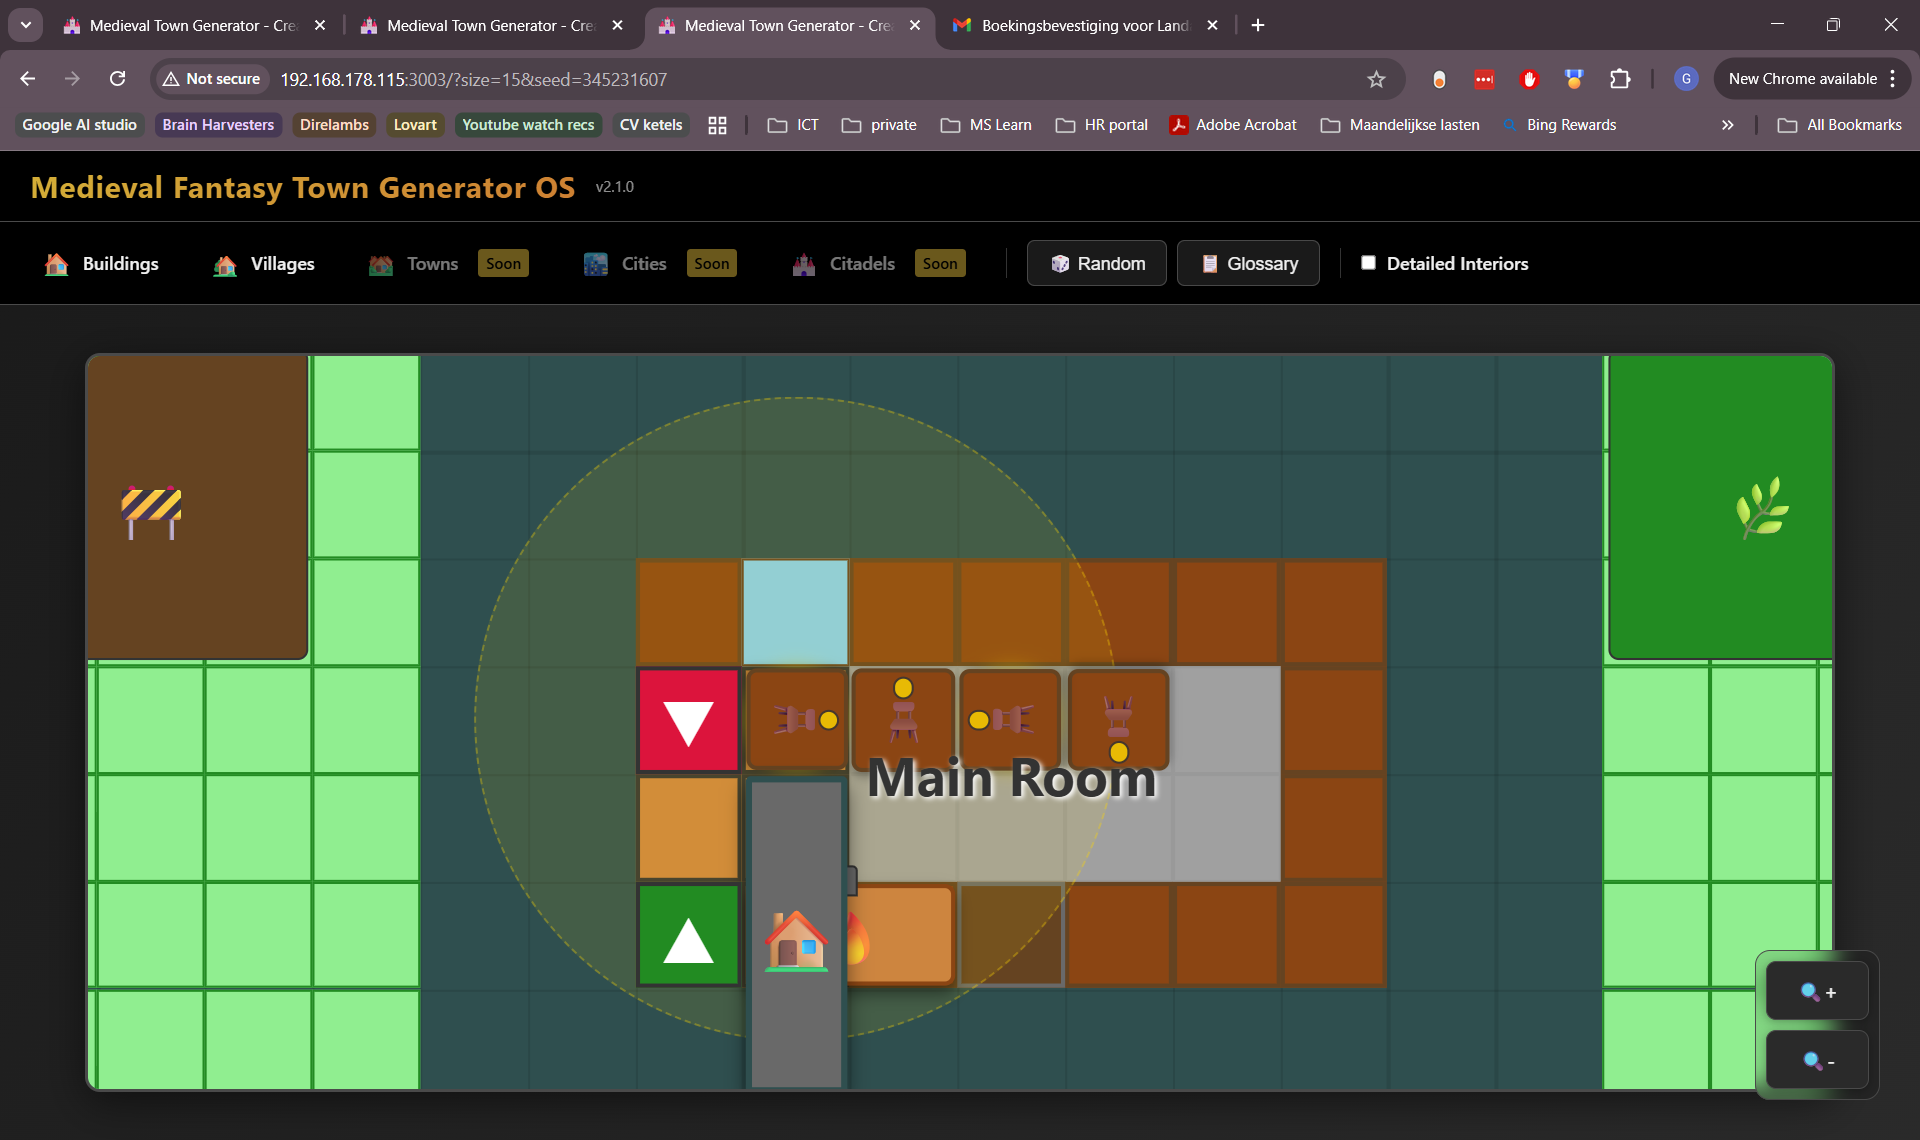 Medieval Town Generator - Cre
Medieval Town Generator - Cre
Medieval Town Generator - Cre
Boekingsbevestiging voor Land
Not secure
192.168.178.115:3003/?size=15&seed=345231607
G
New Chrome available
Google AI studio
Brain Harvesters
Direlambs
Lovart
Youtube watch recs
CV ketels
ICT
private
MS Learn
HR portal
Adobe Acrobat
Maandelijkse lasten
Bing Rewards
All Bookmarks
Medieval Fantasy Town Generator OS v2.1.0
Buildings
Villages
Towns Soon
Cities Soon
Citadels Soon
Random
Glossary
Detailed Interiors
Main Room
+
-